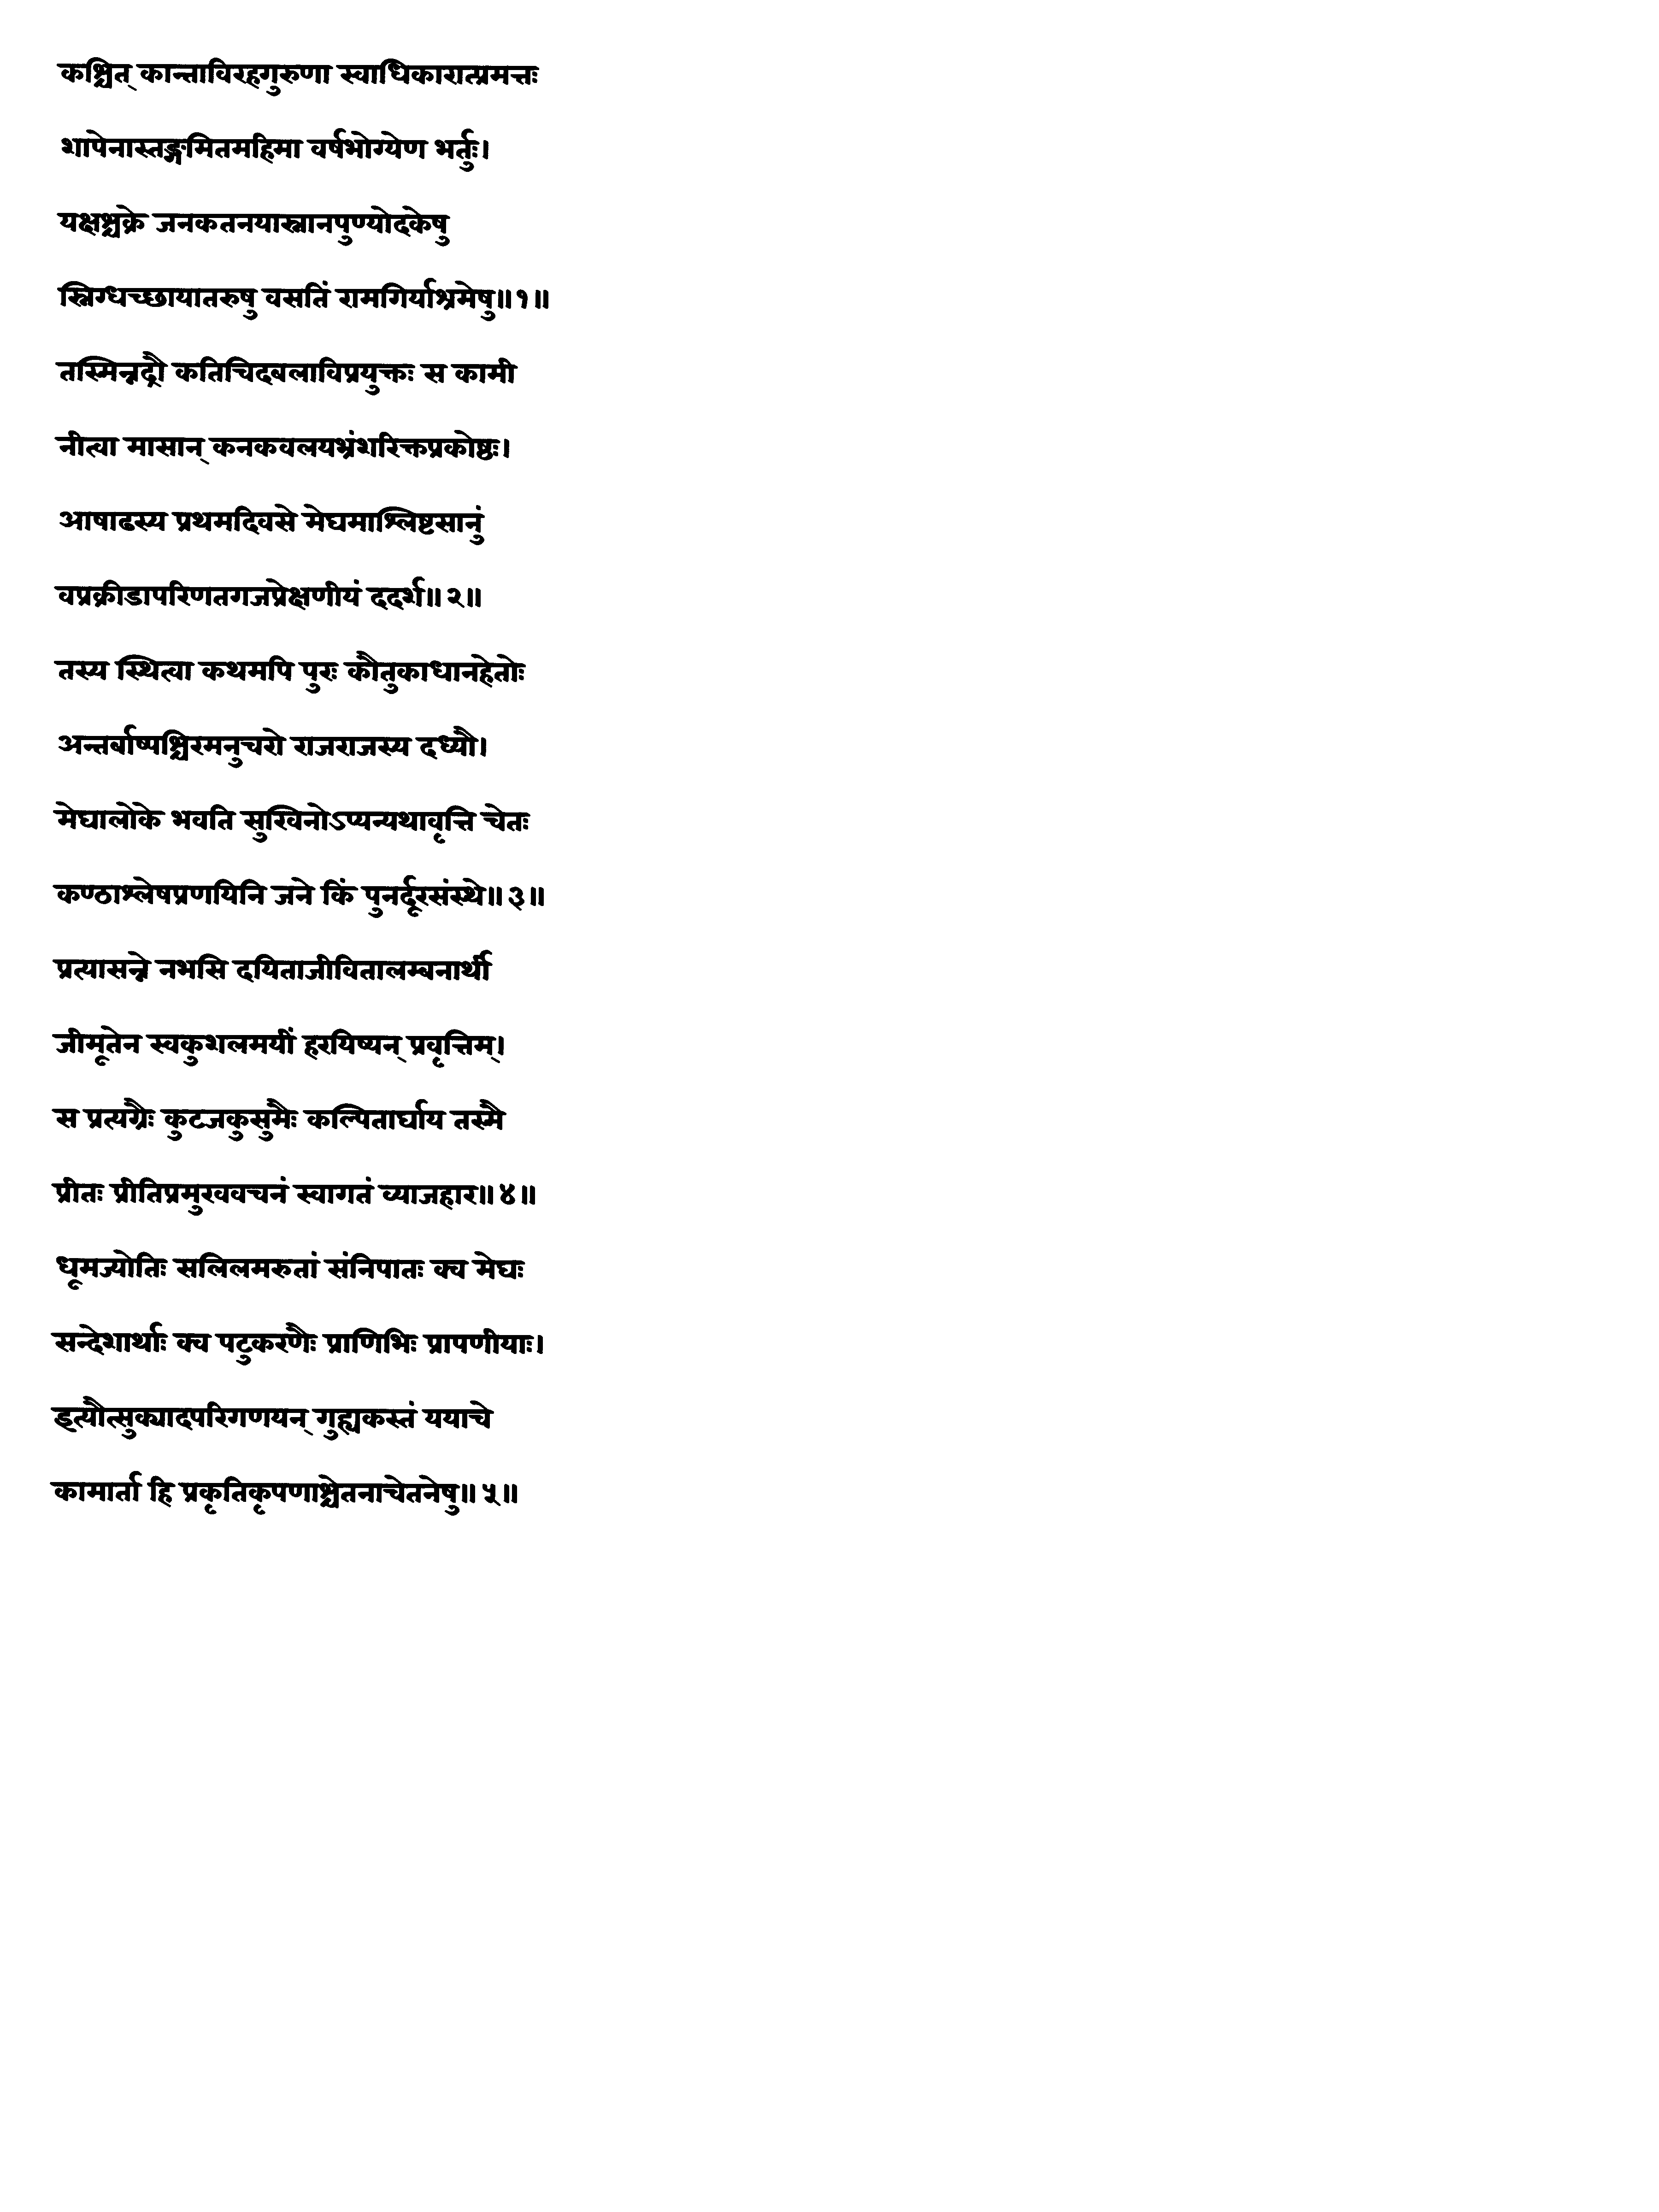 कश्चित् कान्ताविरहगुरुणा स्वाधिकारात्प्रमत्तः
शापेनास्तङ्गमितमहिमा वर्षभोग्येण भर्तुः।
यक्षश्चक्रे जनकतनयास्नानपुण्योदकेषु
स्निग्धच्छायातरुषु वसतिं रामगिर्याश्रमेषु॥१॥
तस्मिन्नद्रौ कतिचिदबलाविप्रयुक्तः स कामी
नीत्वा मासान् कनकवलयभ्रंशरिक्तप्रकोष्ठः।
आषाढस्य प्रथमदिवसे मेघमाश्लिष्टसानुं
वप्रक्रीडापरिणतगजप्रेक्षणीयं ददर्श॥२॥
तस्य स्थित्वा कथमपि पुरः कौतुकाधानहेतोः
अन्तर्बाष्पश्चिरमनुचरो राजराजस्य दध्यौ।
मेघालोके भवति सुखिनोऽप्यन्यथावृत्ति चेतः
कण्ठाश्लेषप्रणयिनि जने किं पुनर्दूरसंस्थे॥३॥
प्रत्यासन्ने नभसि दयिताजीवितालम्बनार्थी
जीमूतेन स्वकुशलमयीं हरयिष्यन् प्रवृत्तिम्।
स प्रत्यग्रैः कुटजकुसुमैः कल्पितार्घाय तस्मै
प्रीतः प्रीतिप्रमुखवचनं स्वागतं व्याजहार॥४॥
धूमज्योतिः सलिलमरुतां संनिपातः क्व मेघः
सन्देशार्थाः क्व पटुकरणैः प्राणिभिः प्रापणीयाः।
इत्यौत्सुक्यादपरिगणयन् गुह्यकस्तं ययाचे
कामार्ता हि प्रकृतिकृपणाश्चेतनाचेतनेषु॥५॥